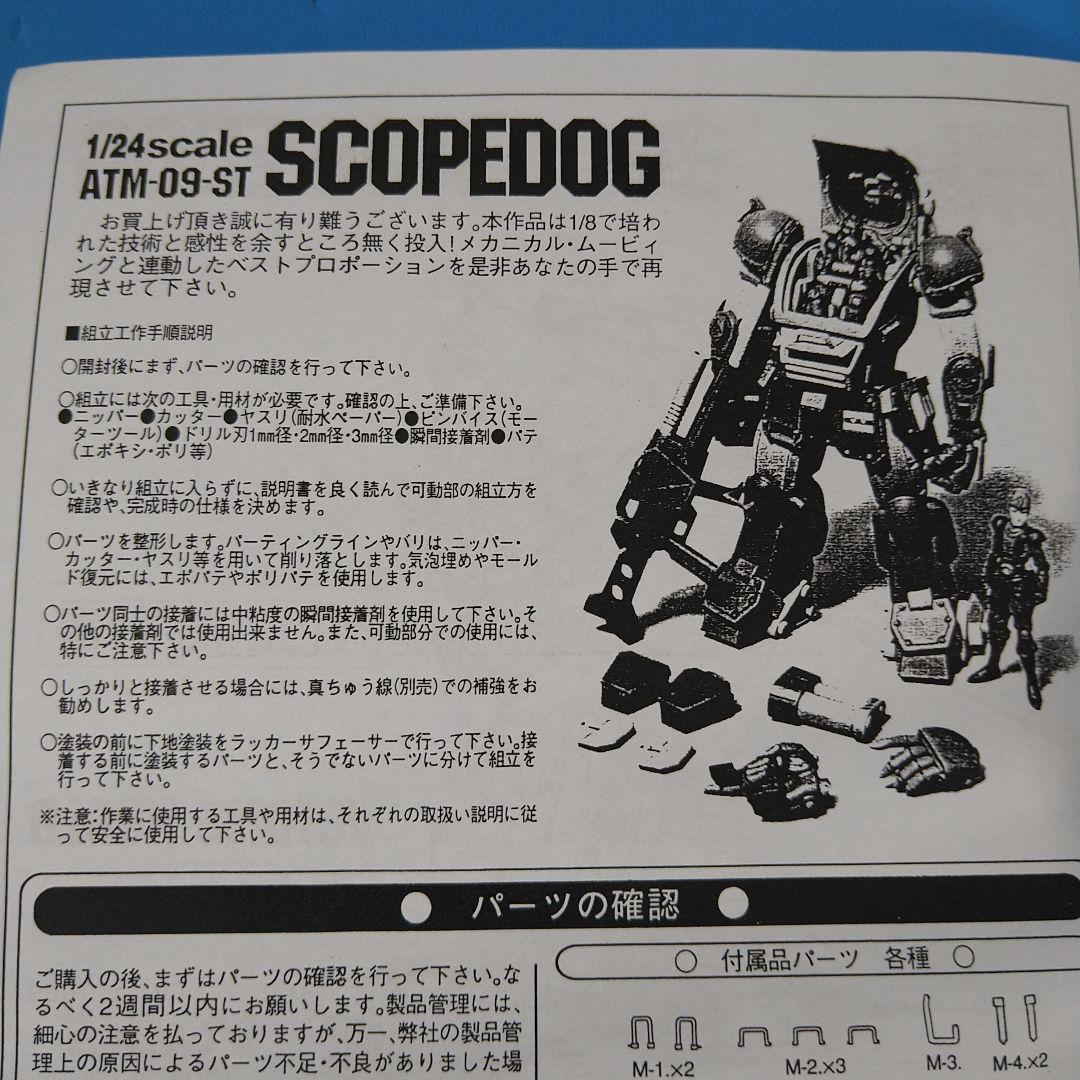 1/24scale
ATM-09-ST SCOPEDOG
お買上げ頂き誠に有り難うございます。本作品は1/8で培わ
れた技術と感性を余すところ無く投入!メカニカル・ムービィ
ングと連動したベストプロポーションを是非あなたの手で再
現させて下さい。
■組立工作手順説明
○開封後にまず、パーツの確認を行って下さい。
○組立には次の工具・用材が必要です。確認の上、ご準備下さい。
●ニッパー●カッター●ヤスリ(耐水ペーパー)●ピンバイス(モー
ターツール)●ドリル刃1mm径・2mm径・3mm径●瞬間接着剤●パテ
(エポキシ・ポリ等)
○いきなり組立に入らずに、説明書を良く読んで可動部の組立方を
確認や、完成時の仕様を決めます。
○パーツを整形します。パーティングラインやバリは、ニッパー・
カッター・ヤスリ等を用いて削り落とします。気泡埋めやモール
ド復元には、エポパテやポリパテを使用します。
○パーツ同士の接着には中粘度の瞬間接着剤を使用して下さい。そ
の他の接着剤では使用出来ません。また、可動部分での使用には、
特にご注意下さい。
○しっかりと接着させる場合には、真ちゅう線(別売)での補強をお
勧めします。
○塗装の前に下地塗装をラッカーサフェーサーで行って下さい。接
着する前に塗装するパーツと、そうでないパーツに分けて組立を
行って下さい。
※注意:作業に使用する工具や用材は、それぞれの取扱い説明に従
って安全に使用して下さい。
● パーツの確認 ●
ご購入の後、まずはパーツの確認を行って下さい。な
るべく2週間以内にお願いします。製品管理には、
細心の注意を払っておりますが、万一、弊社の製品管
理上の原因によるパーツ不足・不良がありました場
○ 付属品パーツ 各種 ○
M-1.×2 M-2.×3 M-3. M-4.×2